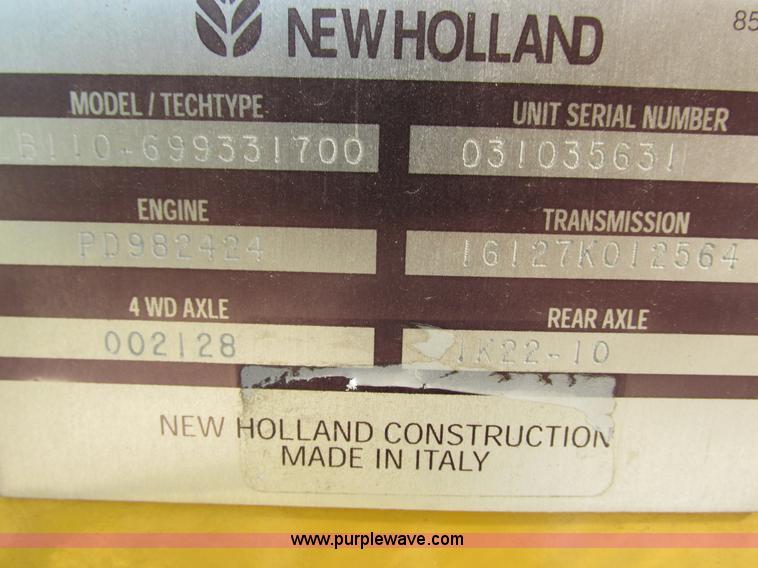 85
NEW HOLLAND
MODEL / TECHTYPE
UNIT SERIAL NUMBER
B110-699331700
031035631
ENGINE
TRANSMISSION
PD982424
16127K012564
4 WD AXLE
REAR AXLE
002128
1K22-10
NEW HOLLAND CONSTRUCTION
MADE IN ITALY
www.purplewave.com